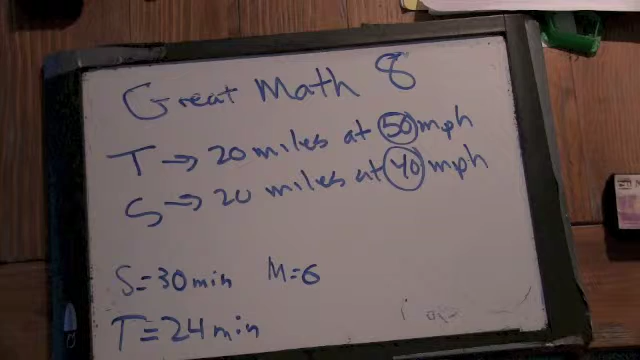 Great Math 8
T → 20 miles at 50 mph
S → 20 miles at 40 mph
S = 30 min M = 6
T = 24 min